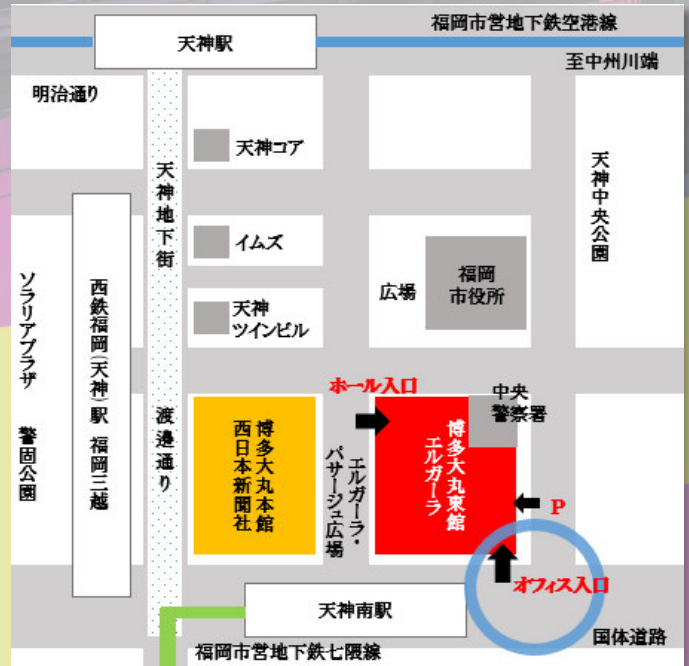 福岡市営地下鉄空港線
天神駅
至中州川端
明治通り
天神コア
天神地下街
天神中央公園
イムズ
福岡
市役所
広場
ソラリアプラザ　警固公園
西鉄福岡(天神)駅　福岡三越
天神
ツインビル
ホール入口
中央
警察署
渡邊通り
博多大丸本館
西日本新聞社
エルガーラ・
パサージュ広場
博多大丸東館
エルガーラ
P
オフィス入口
天神南駅
国体道路
福岡市営地下鉄七隈線